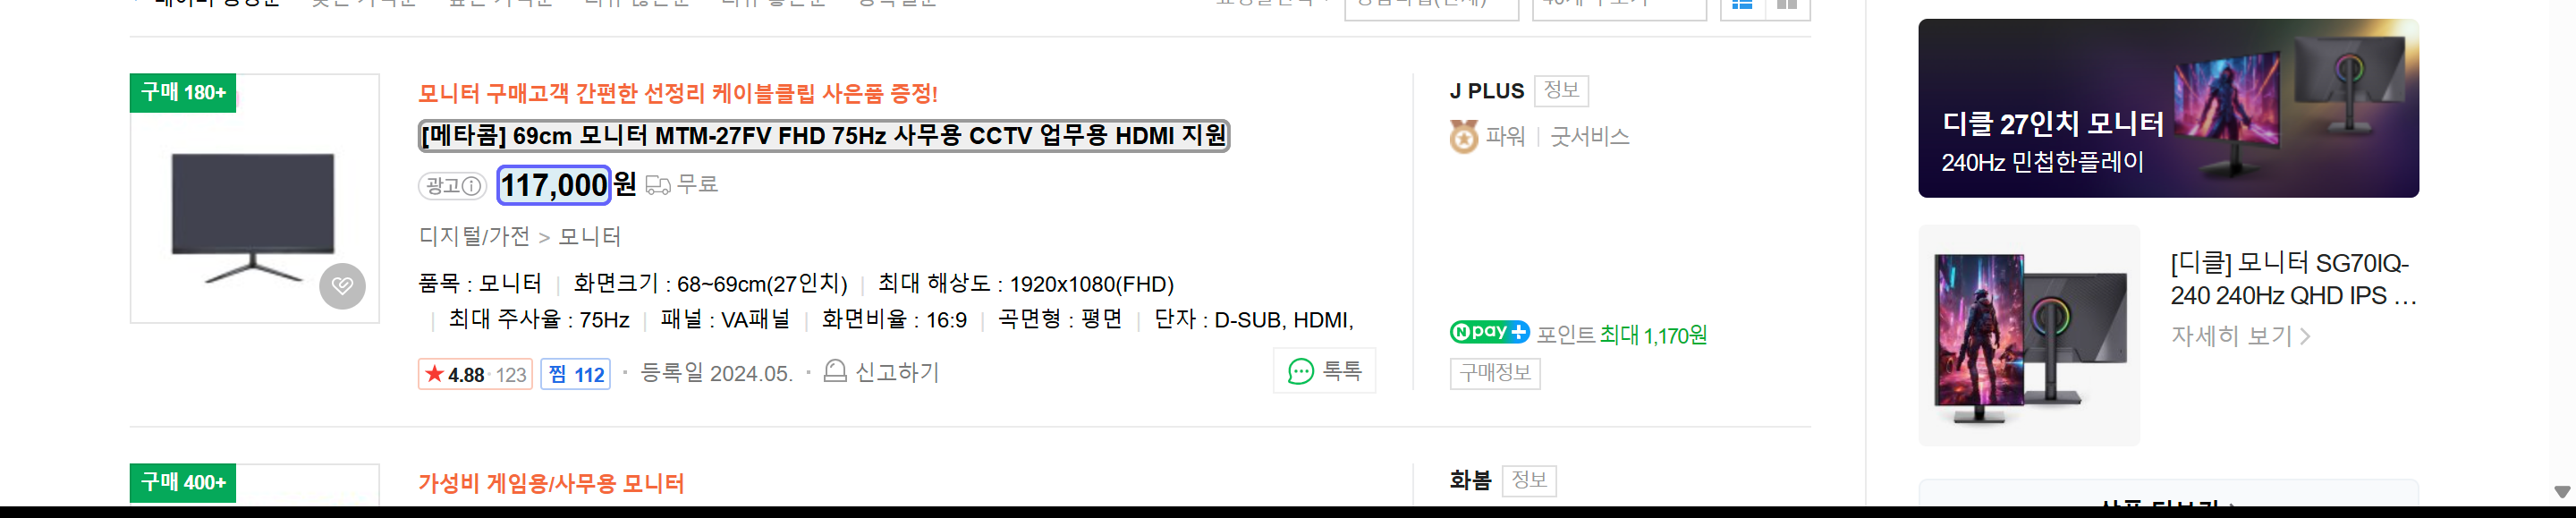 구매 180+
모니터 구매고객 간편한 선정리 케이블클립 사은품 증정!
[메타콤] 69cm 모니터 MTM-27FV FHD 75Hz 사무용 CCTV 업무용 HDMI 지원
광고 117,000원 무료
디지털/가전 > 모니터
품목 : 모니터 | 화면크기 : 68~69cm(27인치) | 최대 해상도 : 1920x1080(FHD)
| 최대 주사율 : 75Hz | 패널 : VA패널 | 화면비율 : 16:9 | 곡면형 : 평면 | 단자 : D-SUB, HDMI,
★ 4.88 · 123 찜 112 · 등록일 2024.05. · 신고하기
톡톡
J PLUS 정보
파워 | 굿서비스
N pay+ 포인트 최대 1,170원
구매정보
구매 400+
가성비 게임용/사무용 모니터
화봄 정보
디클 27인치 모니터
240Hz 민첩한플레이
[디클] 모니터 SG70IQ-
240 240Hz QHD IPS …
자세히 보기 >